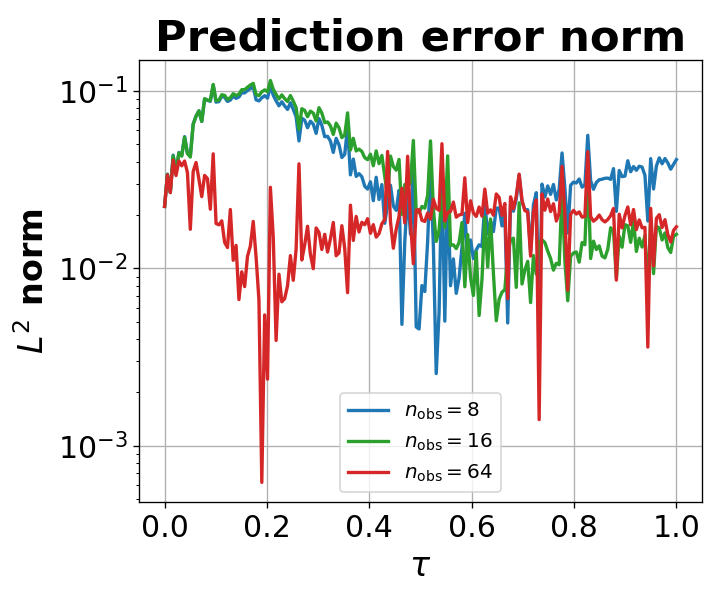 Prediction error norm
L² norm
10⁻¹
10⁻²
10⁻³
n_obs = 8
n_obs = 16
n_obs = 64
0.0 0.2 0.4 0.6 0.8 1.0
τ